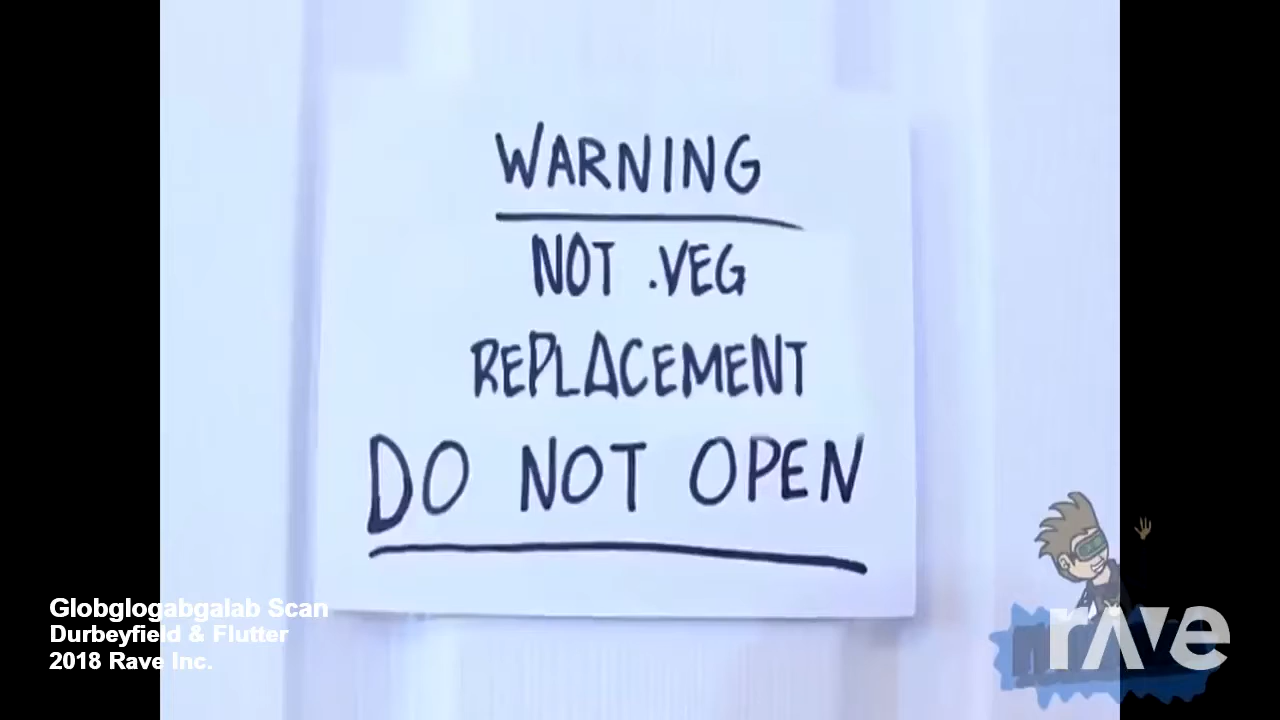 WARNING
NOT .VEG
REPLACEMENT
DO NOT OPEN
Globglogabgalab Scan
Durbeyfield & Flutter
2018 Rave Inc.
rave